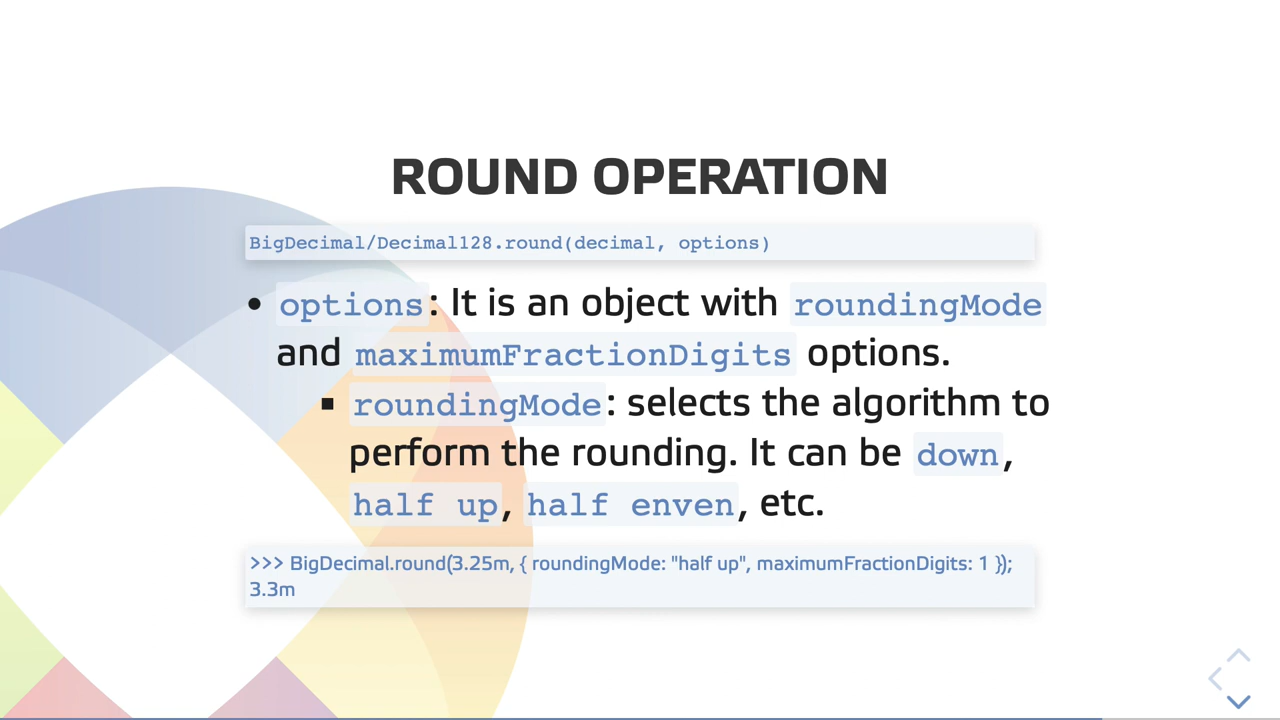 ROUND OPERATION
BigDecimal/Decimal128.round(decimal, options)
• options: It is an object with roundingMode
and maximumFractionDigits options.
▪ roundingMode: selects the algorithm to
perform the rounding. It can be down,
half up, half enven, etc.
>>> BigDecimal.round(3.25m, { roundingMode: "half up", maximumFractionDigits: 1 });
3.3m